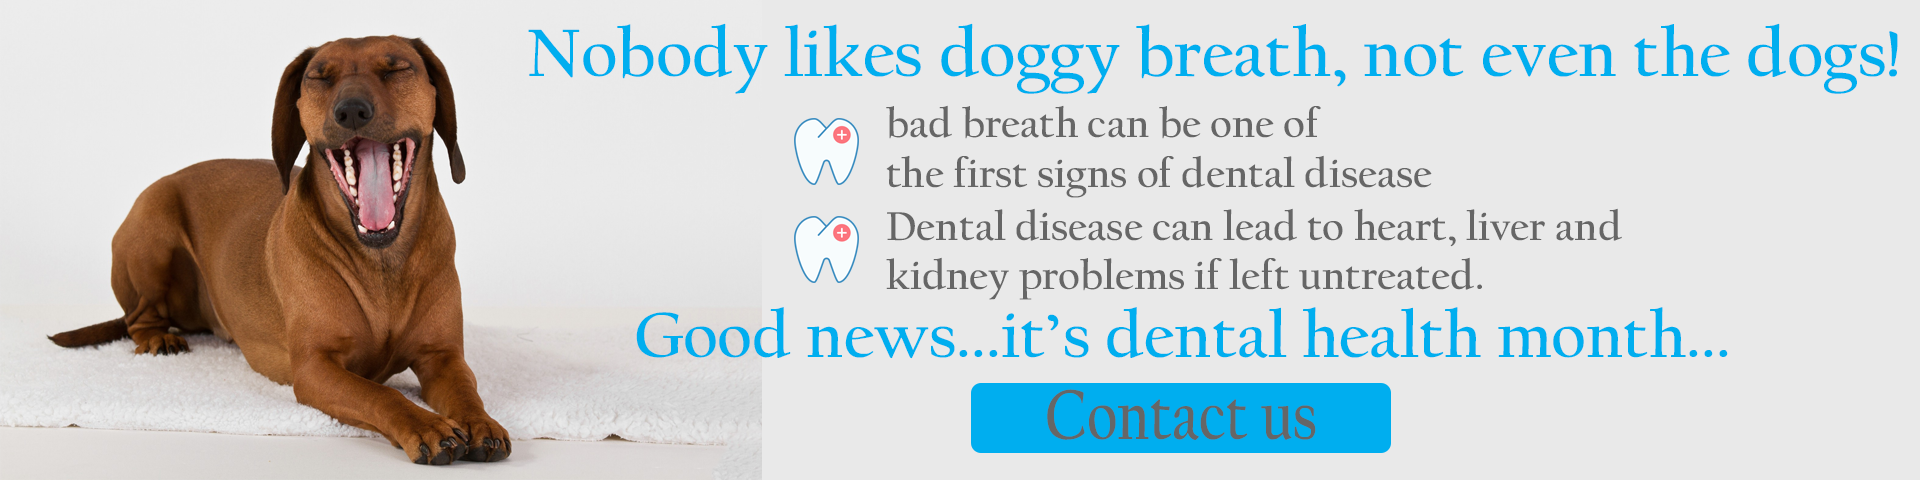 Nobody likes doggy breath, not even the dogs!
bad breath can be one of
the first signs of dental disease
Dental disease can lead to heart, liver and
kidney problems if left untreated.
Good news...it's dental health month...
Contact us